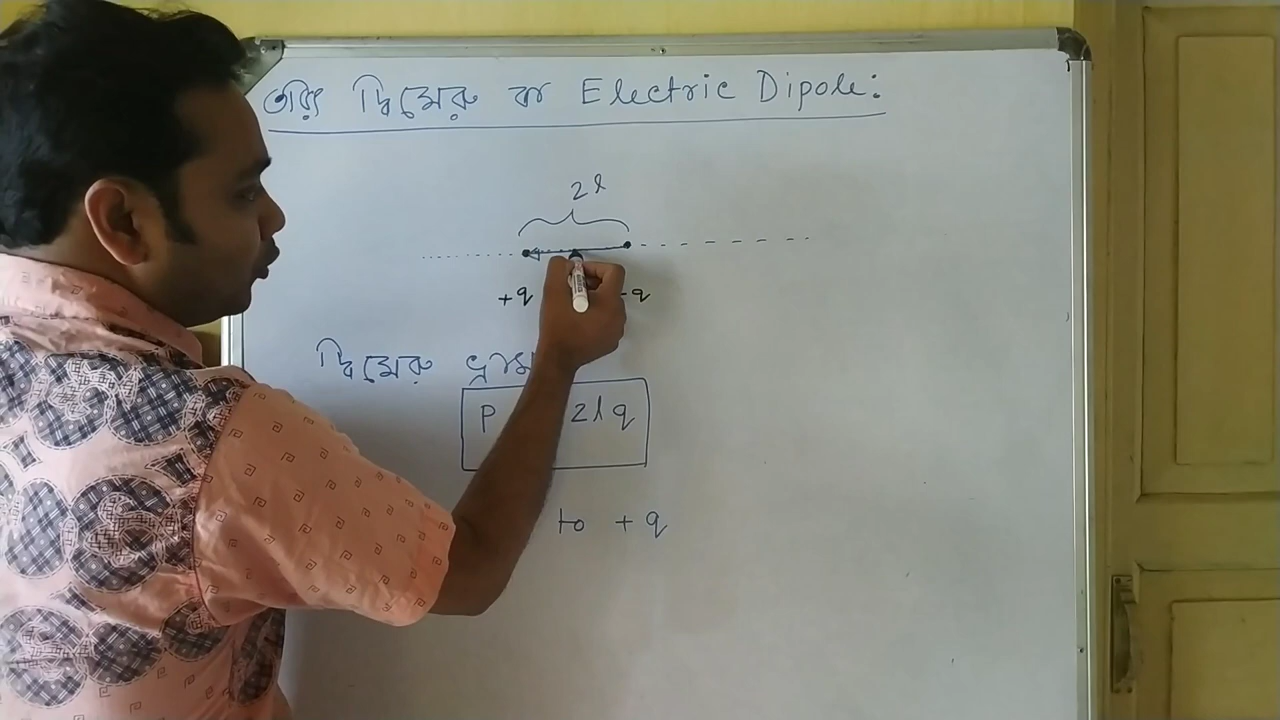 তড়িৎ দ্বিমেরু বা Electric Dipole:
2l
+q -q
দ্বিমেরু
p 2lq
to +q